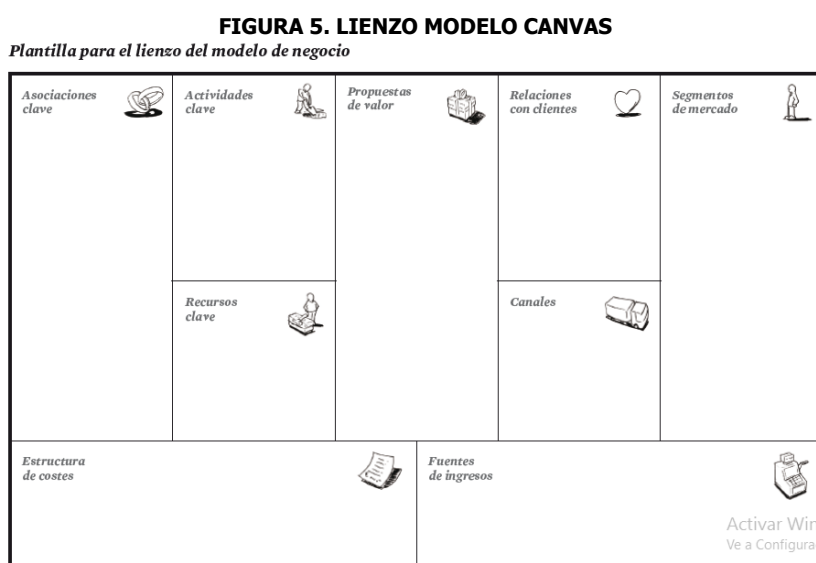 FIGURA 5. LIENZO MODELO CANVAS
Plantilla para el lienzo del modelo de negocio
Asociaciones
clave
Actividades
clave
Propuestas
de valor
Relaciones
con clientes
Segmentos
de mercado
Recursos
clave
Canales
Estructura
de costes
Fuentes
de ingresos
Activar Win
Ve a Configura